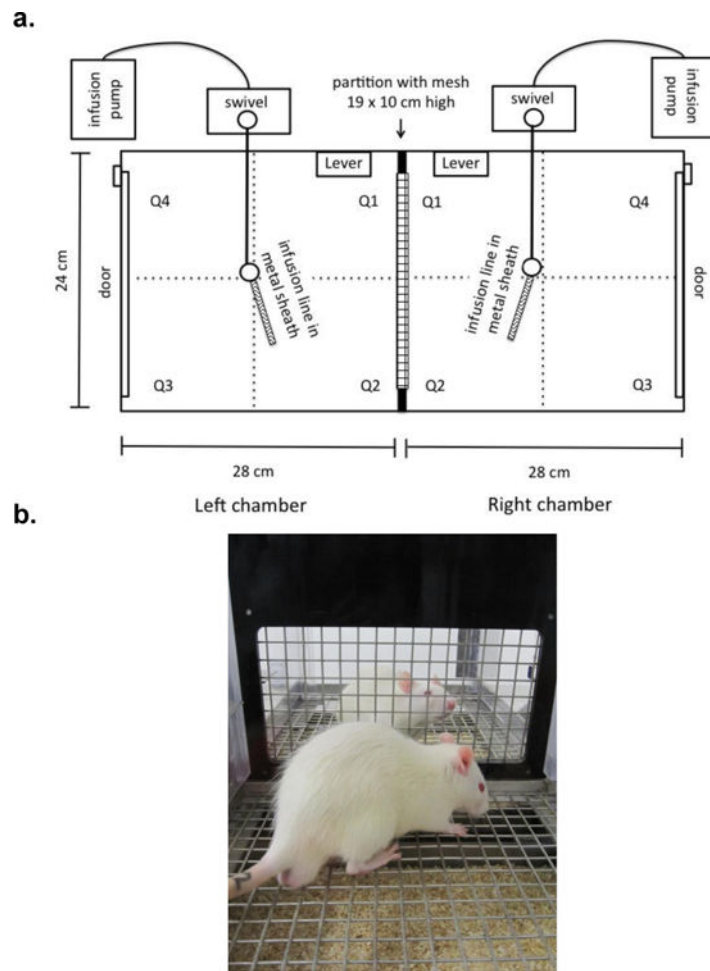 a.
infusion
pump
swivel
partition with mesh
19 x 10 cm high
swivel
infusion
pump
Lever
Lever
Q4
Q1
Q1
Q4
24 cm
door
infusion line in
metal sheath
infusion line in
metal sheath
door
Q3
Q2
Q2
Q3
28 cm
28 cm
Left chamber
Right chamber
b.